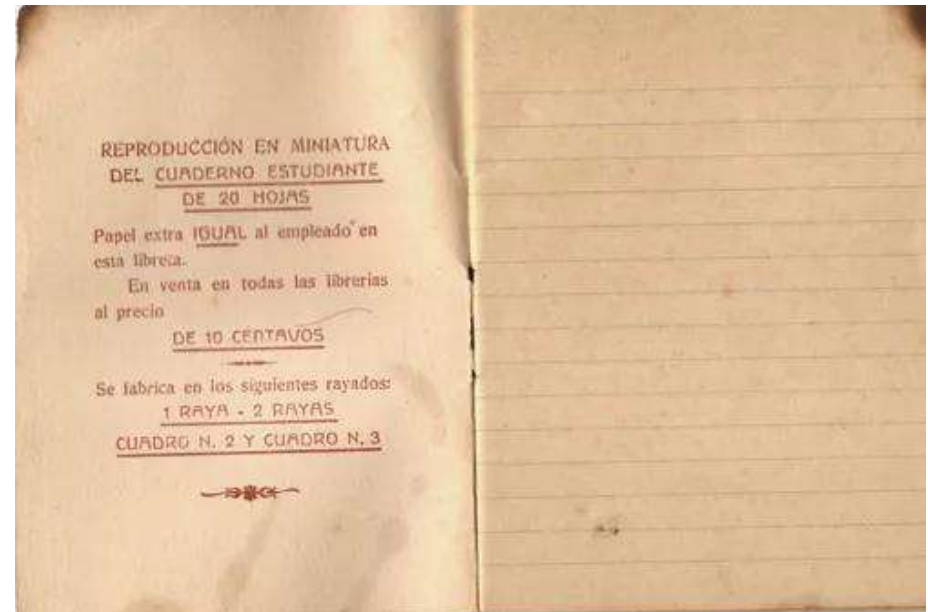 REPRODUCCIÓN EN MINIATURA
DEL CUADERNO ESTUDIANTE
DE 20 HOJAS
Papel extra IGUAL al empleado en
esta libreta.
En venta en todas las librerias
al precio
DE 10 CENTAVOS
Se fabrica en los siguientes rayados:
1 RAYA - 2 RAYAS
CUADRO N. 2 Y CUADRO N. 3